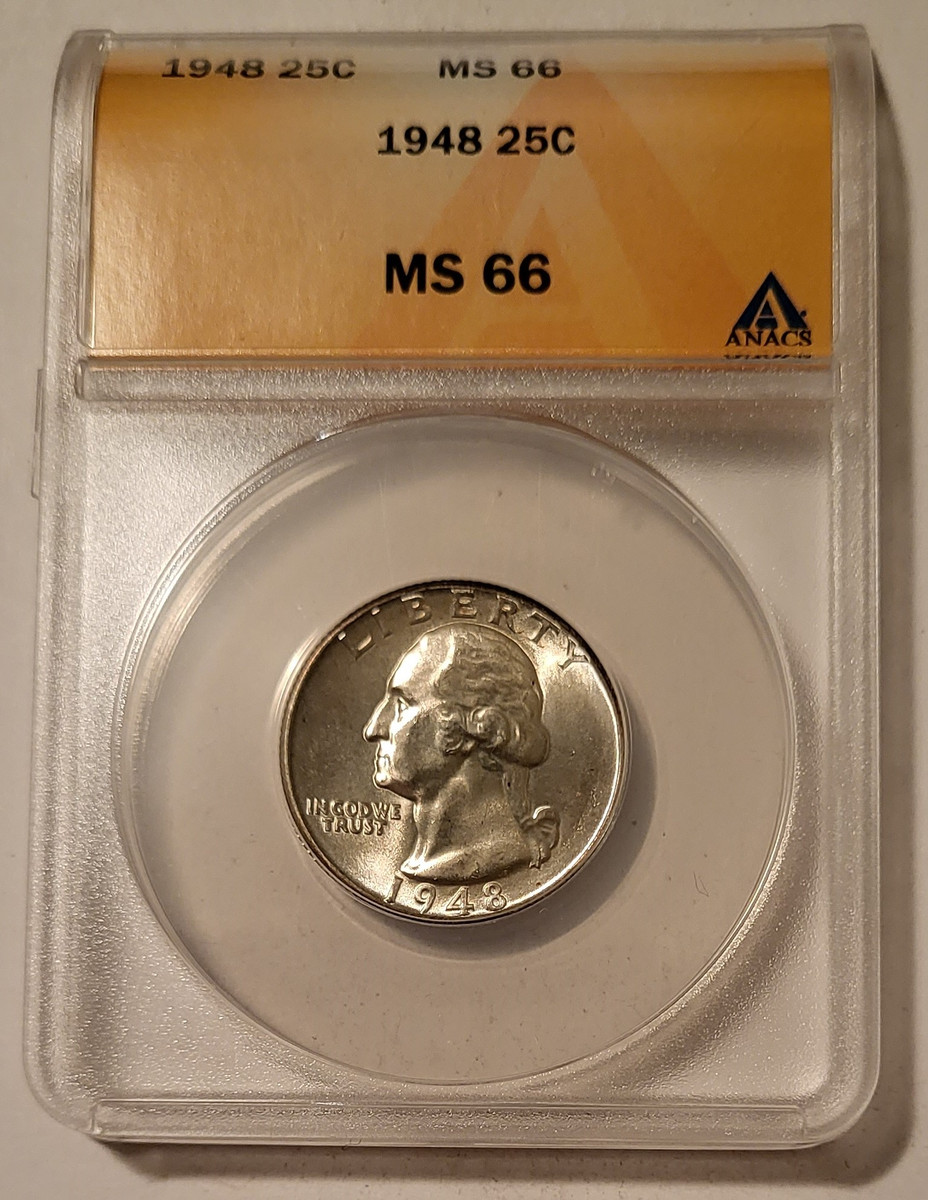 1948 25C MS 66
1948 25C
MS 66
ANACS
LIBERTY
IN GOD WE
TRUST
1948